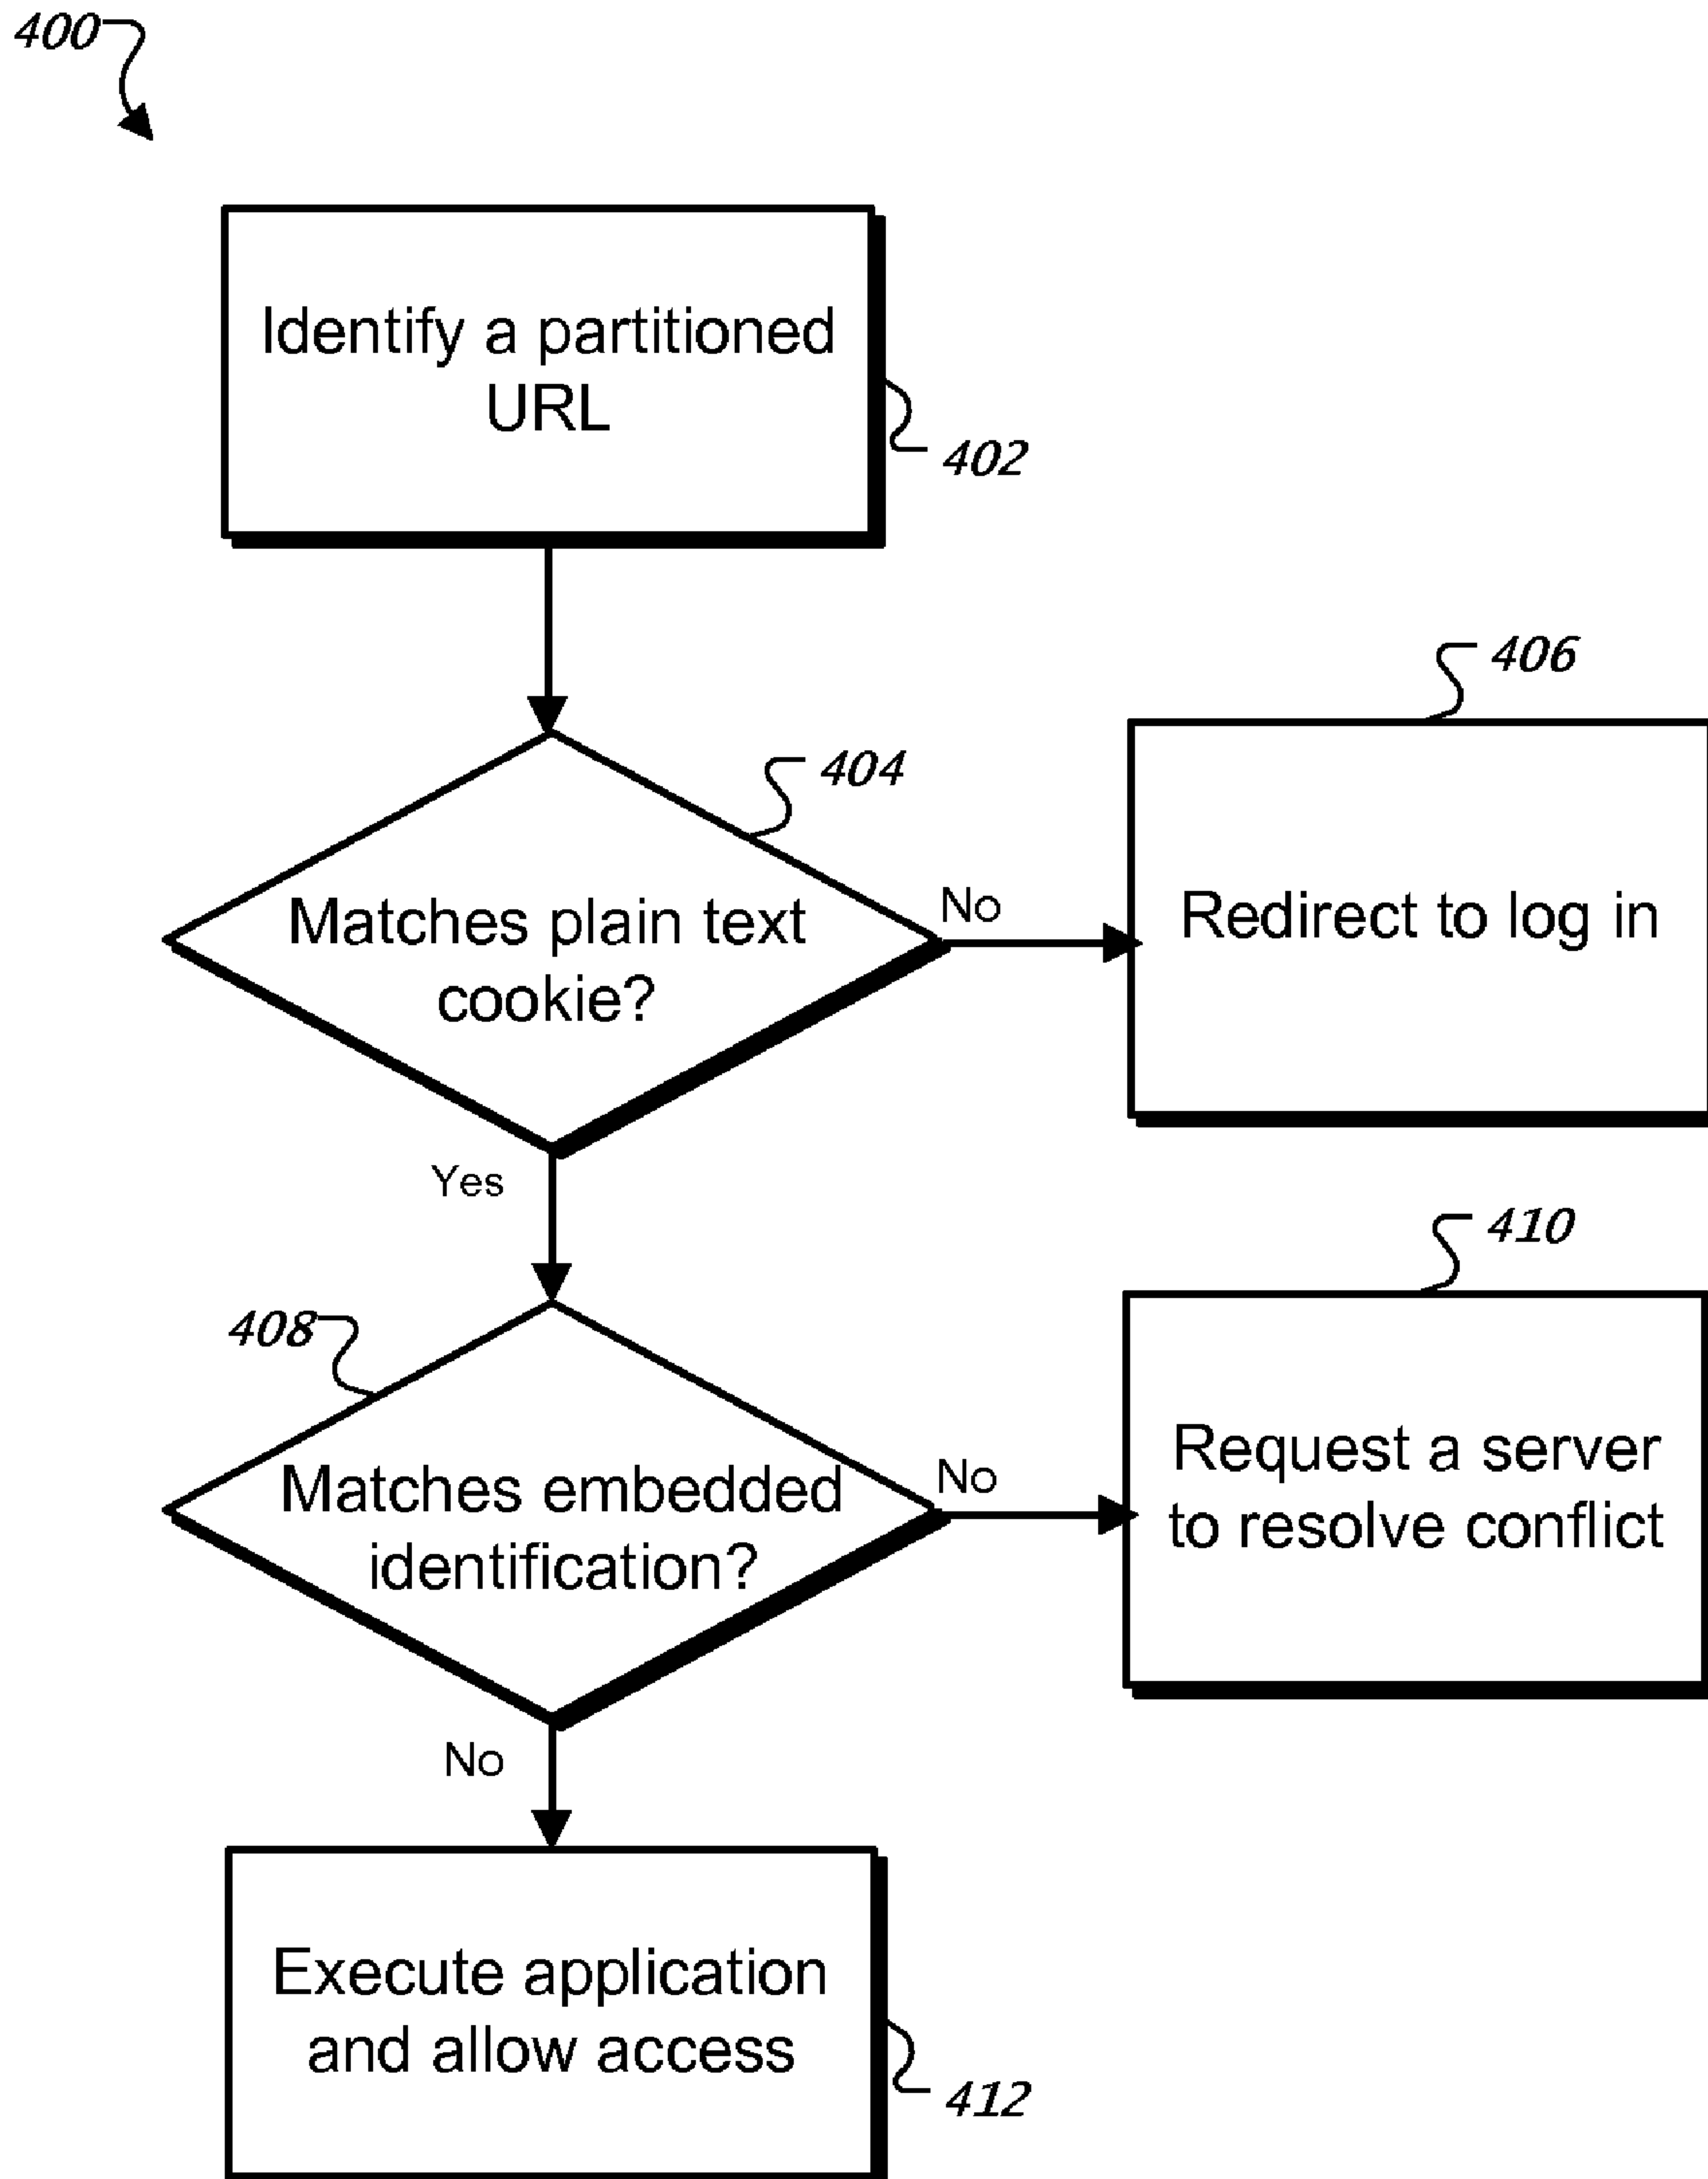 400
Identify a partitioned
URL
402
404
Matches plain text
cookie?
No
406
Redirect to log in
Yes
408
Matches embedded
identification?
No
410
Request a server
to resolve conflict
No
Execute application
and allow access
412